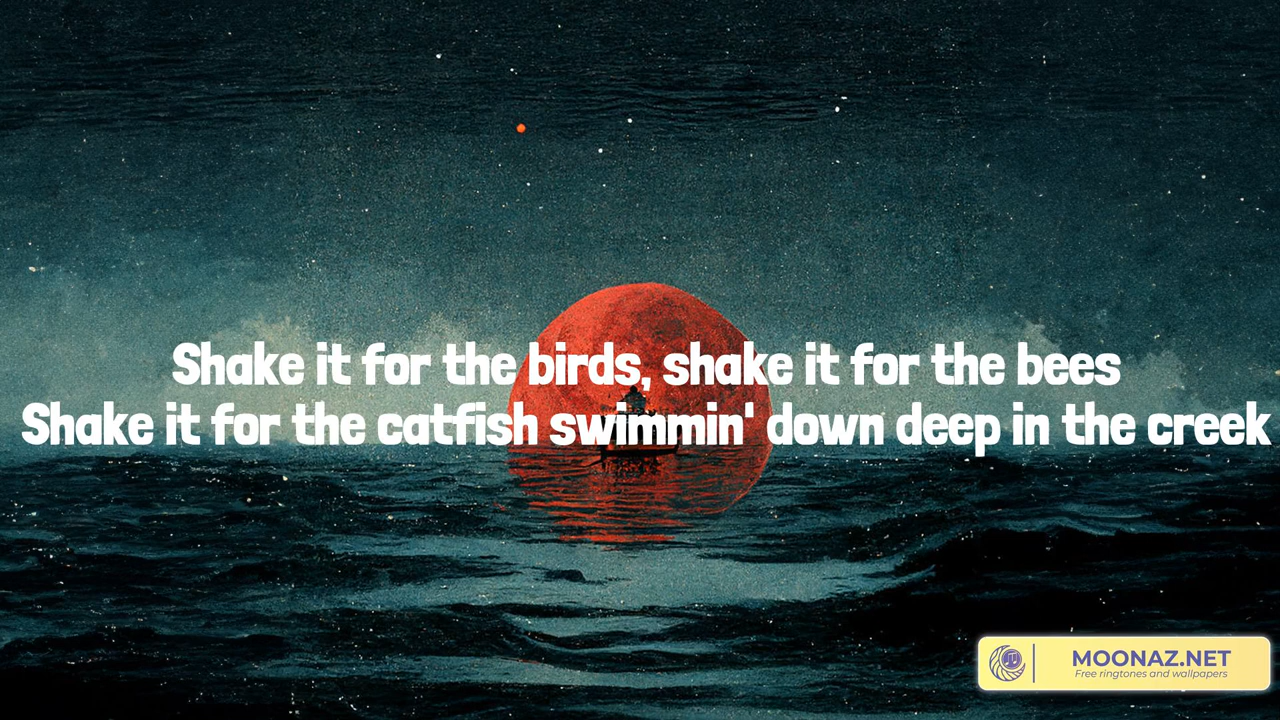 Shake it for the birds, shake it for the bees
Shake it for the catfish swimmin' down deep in the creek
MOONAZ.NET
Free ringtones and wallpapers